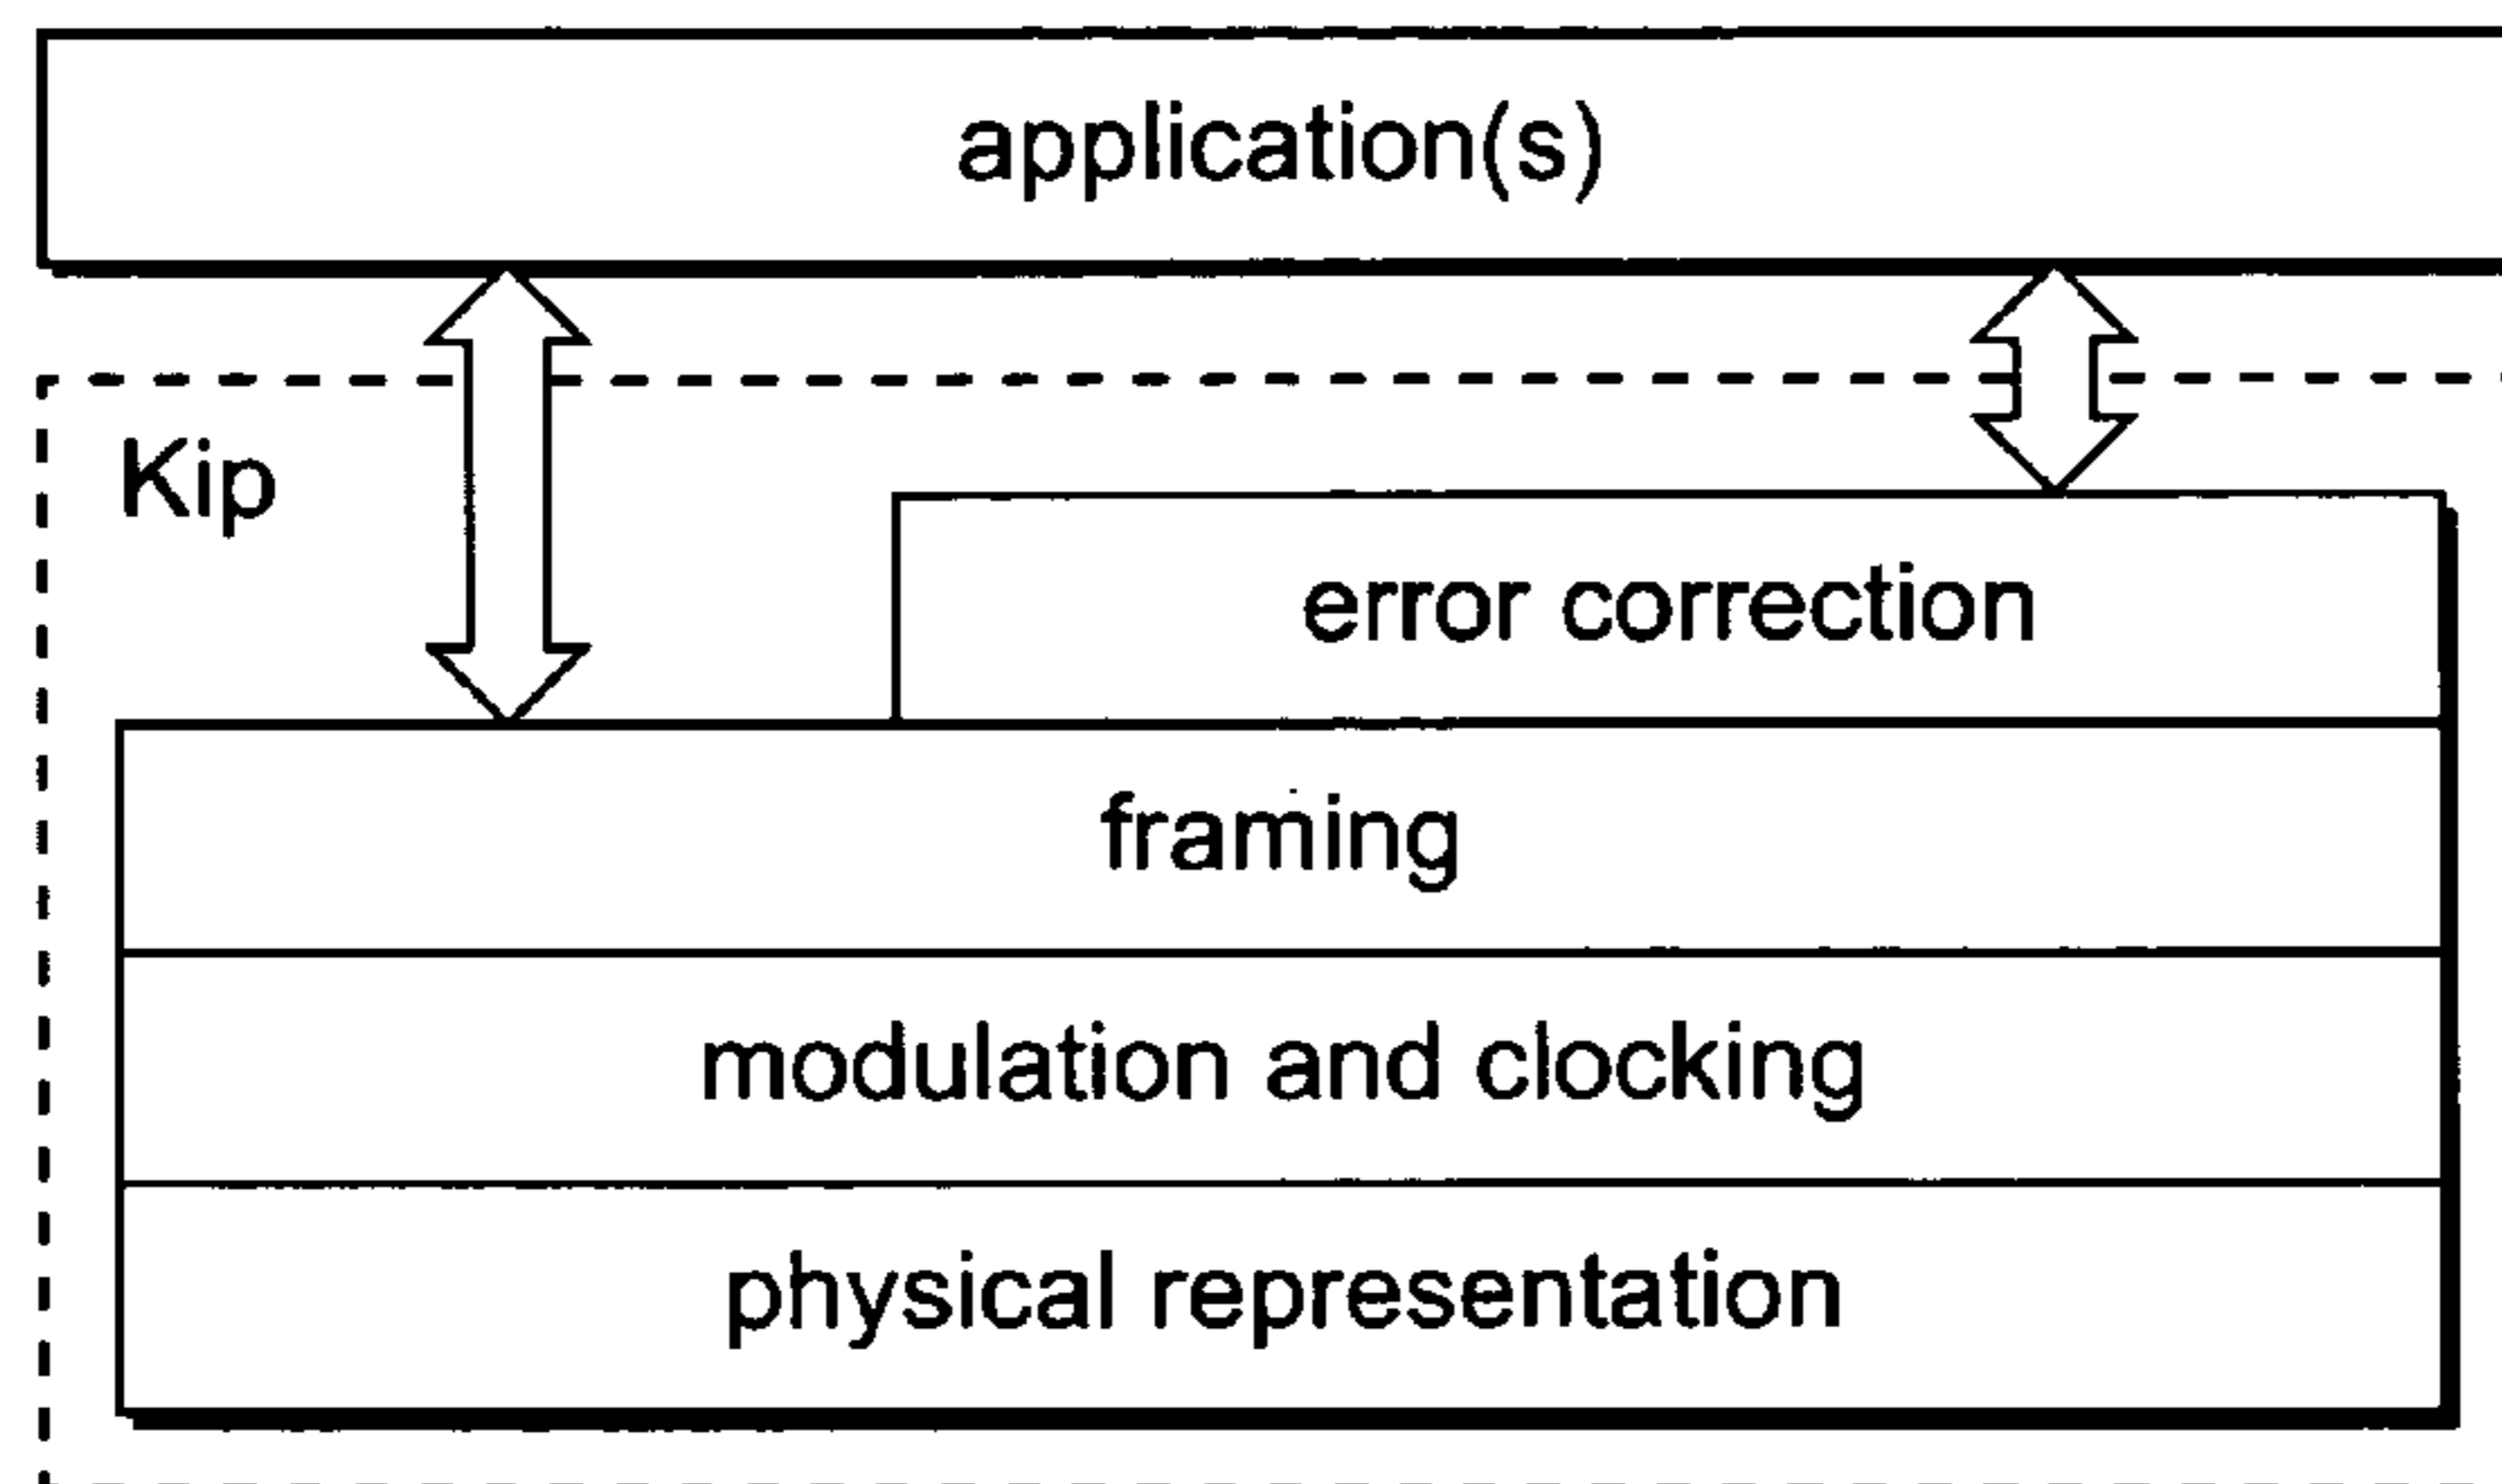 application(s)
Kip
error correction
framing
modulation and clocking
physical representation